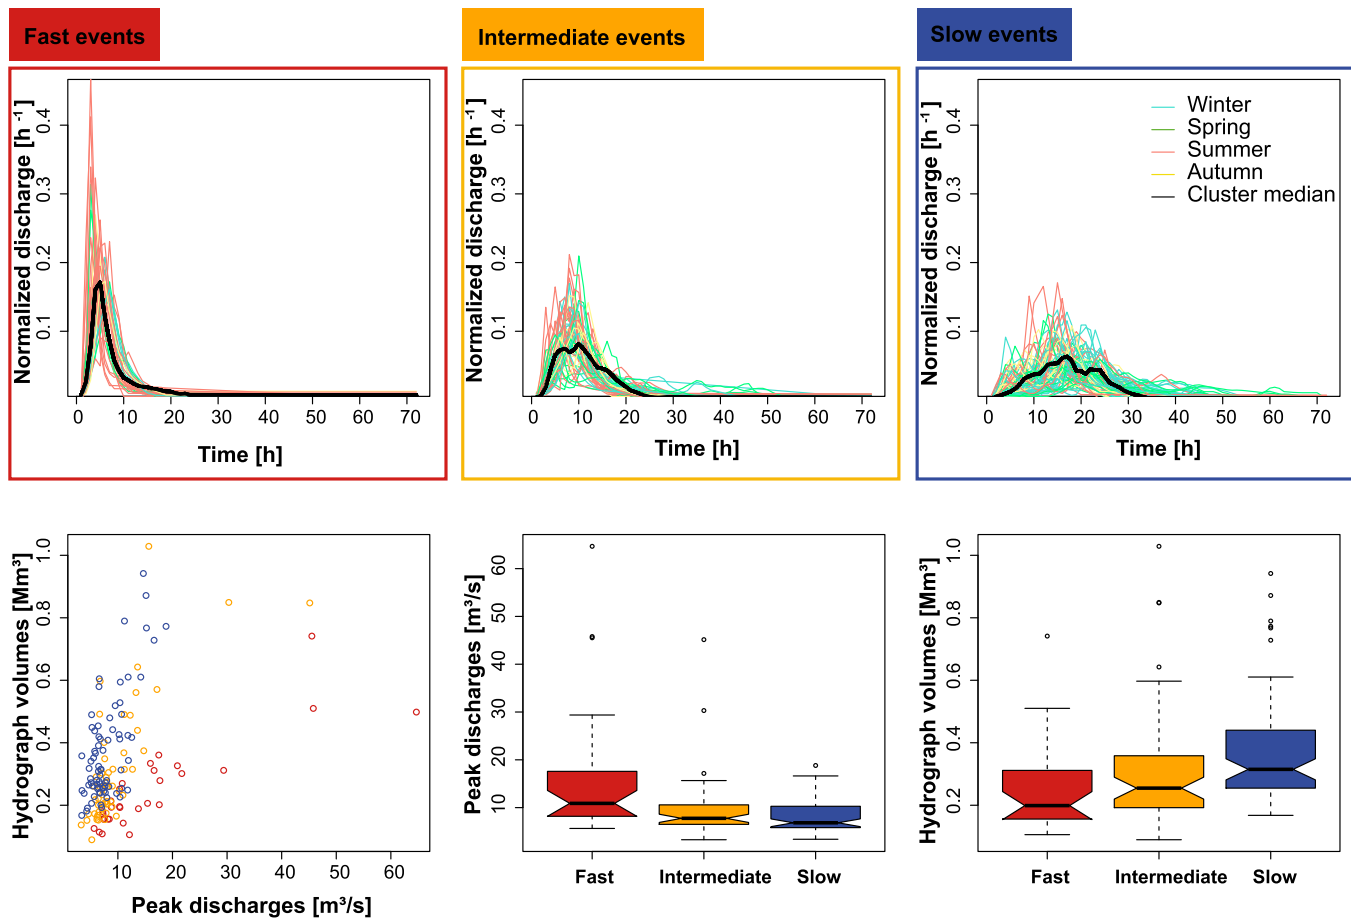 Fast events
Intermediate events
Slow events
Normalized discharge [h⁻¹]
0.1 0.2 0.3 0.4
0 10 20 30 40 50 60 70
Time [h]
Normalized discharge [h⁻¹]
0.1 0.2 0.3 0.4
0 10 20 30 40 50 60 70
Time [h]
Normalized discharge [h⁻¹]
0.1 0.2 0.3 0.4
Winter
Spring
Summer
Autumn
Cluster median
0 10 20 30 40 50 60 70
Time [h]
Hydrograph volumes [Mm³]
0.2 0.4 0.6 0.8 1.0
10 20 30 40 50 60
Peak discharges [m³/s]
Peak discharges [m³/s]
10 20 30 40 50 60
Fast Intermediate Slow
Hydrograph volumes [Mm³]
0.2 0.4 0.6 0.8 1.0
Fast Intermediate Slow